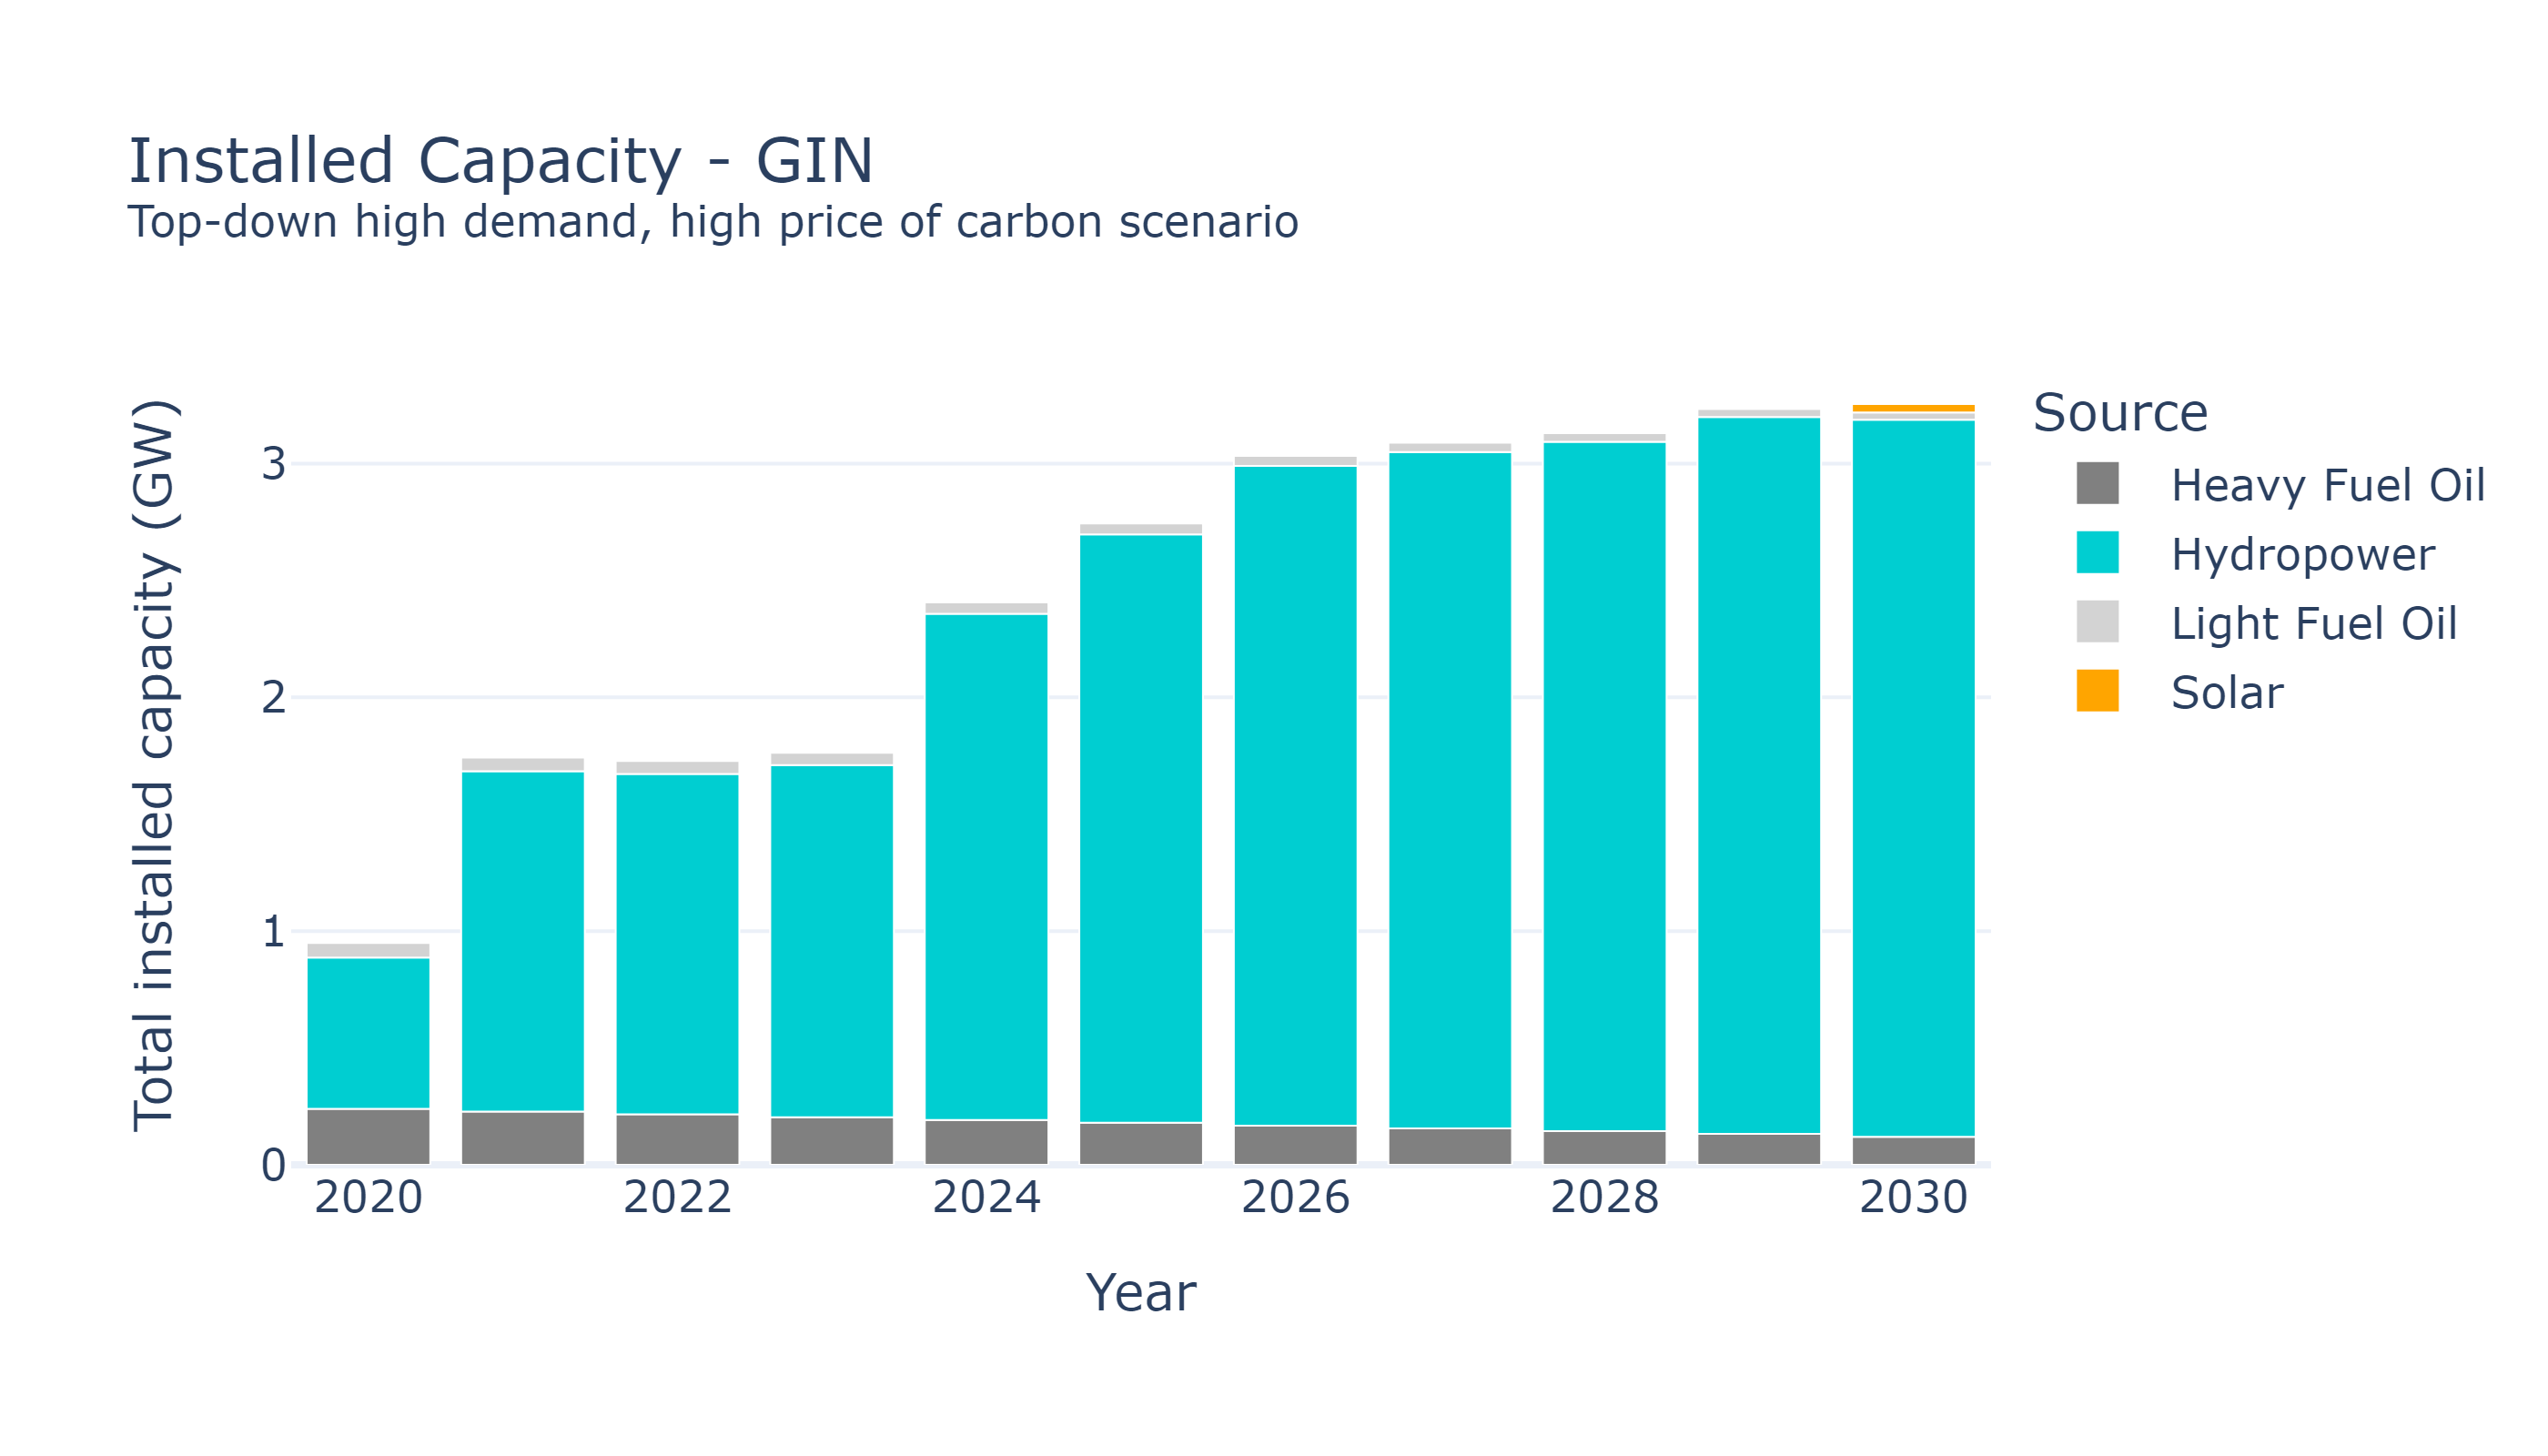 Installed Capacity - GIN
Top-down high demand, high price of carbon scenario
Total installed capacity (GW)
3
2
1
0
2020
2022
2024
2026
2028
2030
Year
Source
Heavy Fuel Oil
Hydropower
Light Fuel Oil
Solar